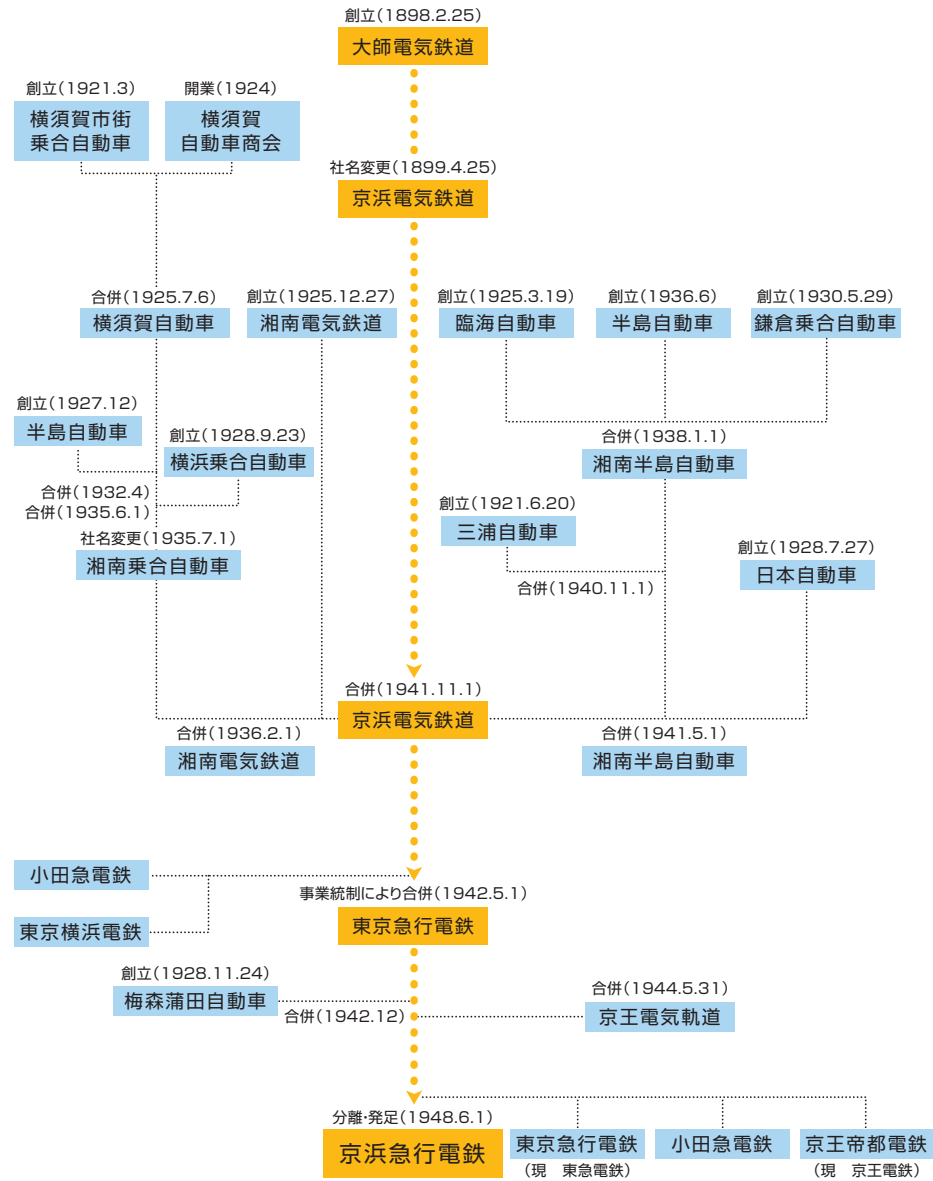 創立(1898.2.25)
大師電気鉄道
創立(1921.3)
横須賀市街
乗合自動車
開業(1924)
横須賀
自動車商会
社名変更(1899.4.25)
京浜電気鉄道
合併(1925.7.6)
横須賀自動車
創立(1925.12.27)
湘南電気鉄道
創立(1925.3.19)
臨海自動車
創立(1936.6)
半島自動車
創立(1930.5.29)
鎌倉乗合自動車
創立(1927.12)
半島自動車
創立(1928.9.23)
横浜乗合自動車
合併(1938.1.1)
湘南半島自動車
合併(1932.4)
合併(1935.6.1)
社名変更(1935.7.1)
湘南乗合自動車
創立(1921.6.20)
三浦自動車
創立(1928.7.27)
日本自動車
合併(1940.11.1)
合併(1941.11.1)
京浜電気鉄道
合併(1936.2.1)
湘南電気鉄道
合併(1941.5.1)
湘南半島自動車
小田急電鉄
東京横浜電鉄
事業統制により合併(1942.5.1)
東京急行電鉄
創立(1928.11.24)
梅森蒲田自動車
合併(1942.12)
合併(1944.5.31)
京王電気軌道
分離・発足(1948.6.1)
京浜急行電鉄
東京急行電鉄
(現　東急電鉄)
小田急電鉄
京王帝都電鉄
(現　京王電鉄)